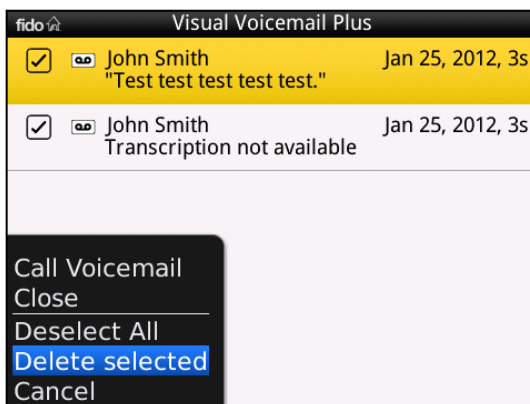 fido Visual Voicemail Plus
John Smith Jan 25, 2012, 3s
"Test test test test test."
John Smith Jan 25, 2012, 3s
Transcription not available
Call Voicemail
Close
Deselect All
Delete selected
Cancel